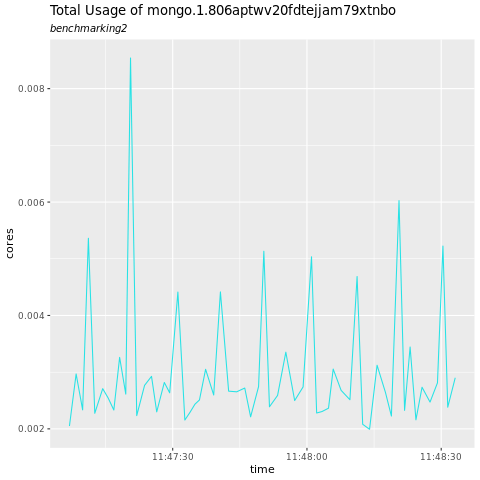 Total Usage of mongo.1.806aptwv20fdtejjam79xtnbo
benchmarking2
0.008
0.006
0.004
0.002
cores
11:47:30
11:48:00
11:48:30
time